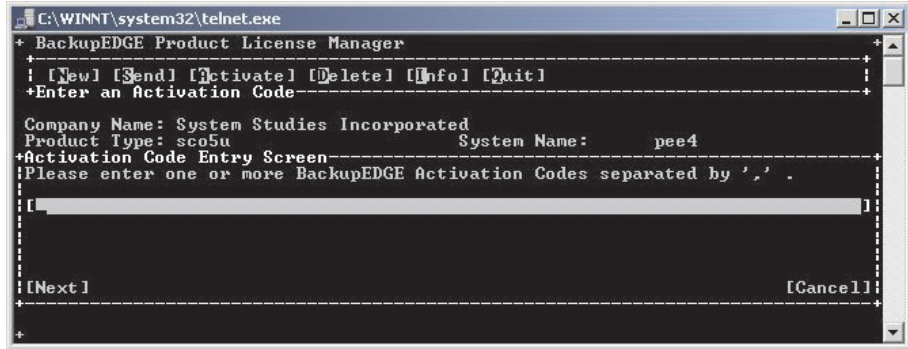 C:\WINNT\system32\telnet.exe
BackupEDGE Product License Manager
[New] [Send] [Activate] [Delete] [Info] [Quit]
Enter an Activation Code
Company Name: System Studies Incorporated
Product Type: sco5u System Name: pee4
Activation Code Entry Screen
Please enter one or more BackupEDGE Activation Codes separated by ',' .
[ ]
[Next] [Cancel]